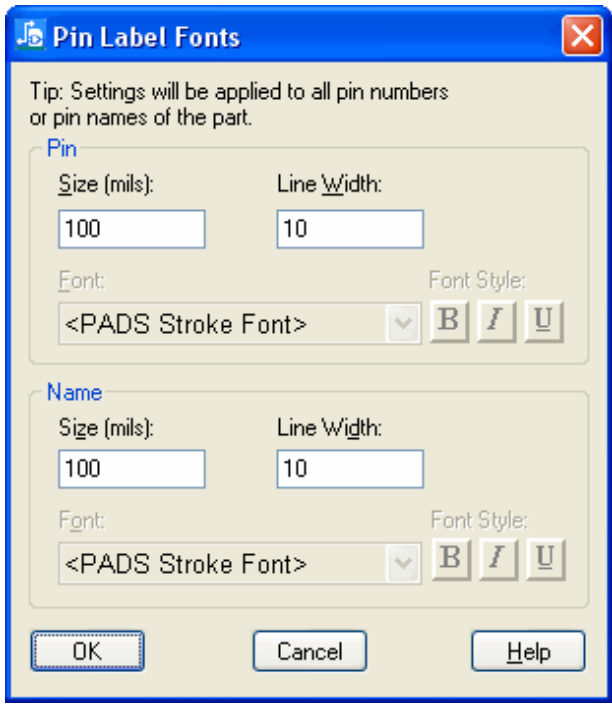 Pin Label Fonts
Tip: Settings will be applied to all pin numbers
or pin names of the part.
Pin
Size (mils): Line Width:
100 10
Font: Font Style:
<PADS Stroke Font> B I U
Name
Size (mils): Line Width:
100 10
Font: Font Style:
<PADS Stroke Font> B I U
OK Cancel Help